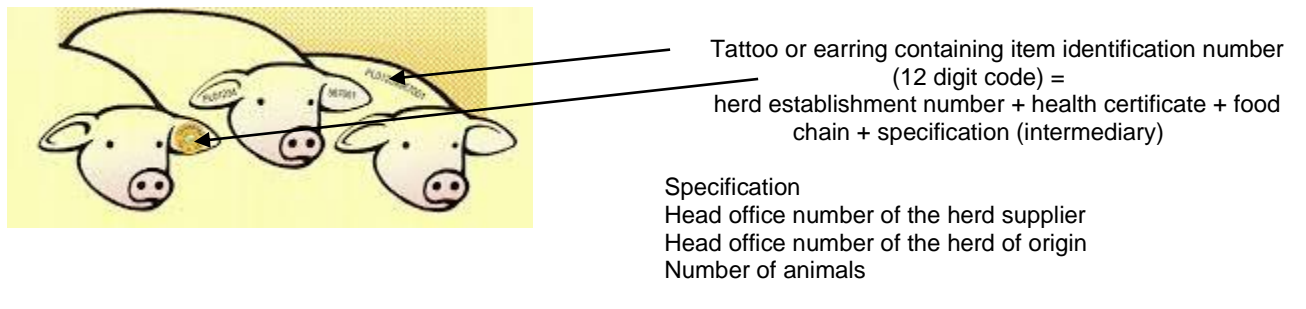 Tattoo or earring containing item identification number
(12 digit code) =
herd establishment number + health certificate + food
chain + specification (intermediary)
Specification
Head office number of the herd supplier
Head office number of the herd of origin
Number of animals